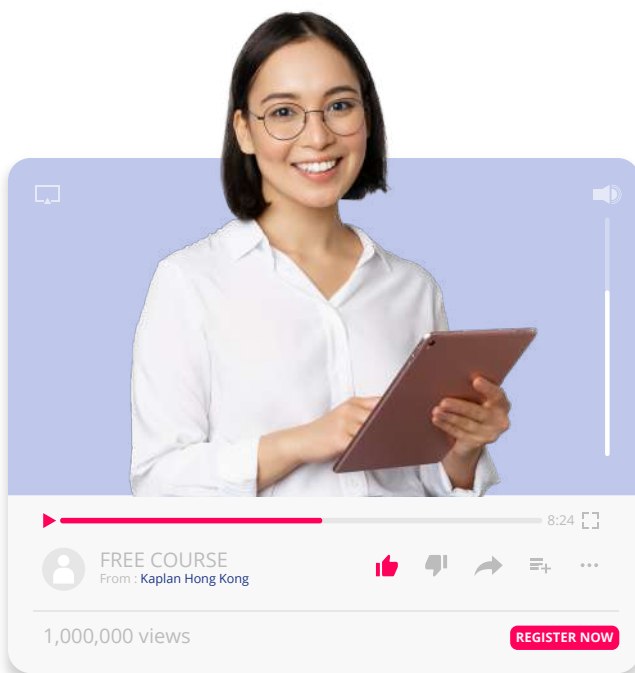 8:24
FREE COURSE
From : Kaplan Hong Kong
1,000,000 views
REGISTER NOW